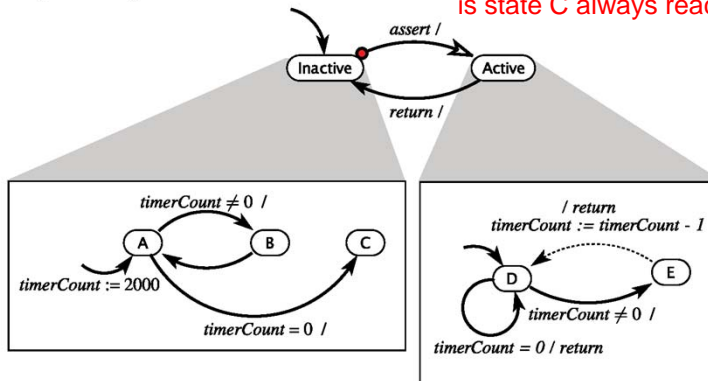 is state C always
assert /
Inactive
Active
return /
timerCount ≠ 0 /
A
B
C
timerCount := 2000
timerCount = 0 /
/ return
timerCount := timerCount - 1
D
E
timerCount ≠ 0 /
timerCount = 0 / return